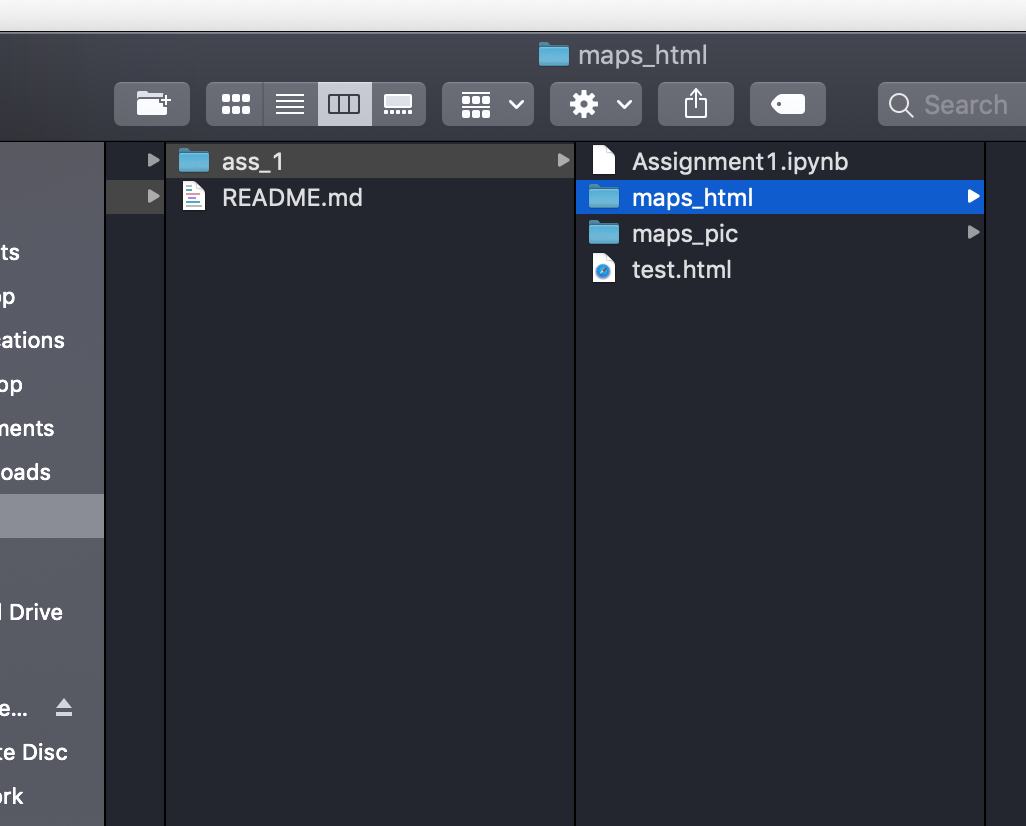 maps_html
Search
ts
op
cations
op
ments
loads
l Drive
e...
te Disc
ork
ass_1
README.md
Assignment1.ipynb
maps_html
maps_pic
test.html